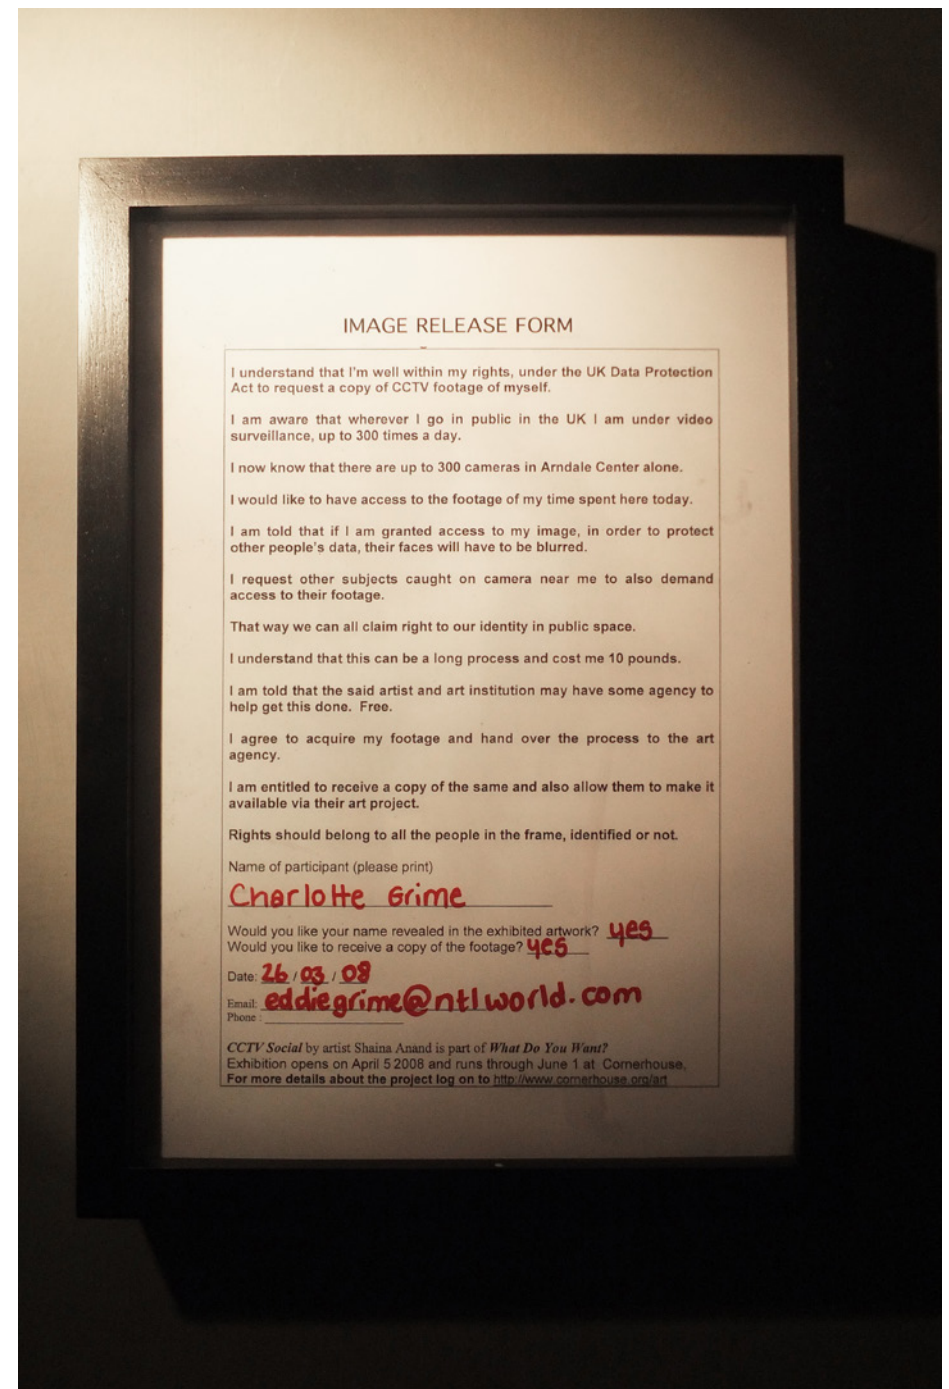 IMAGE RELEASE FORM
I understand that I'm well within my rights, under the UK Data Protection
Act to request a copy of CCTV footage of myself.
I am aware that wherever I go in public in the UK I am under video
surveillance, up to 300 times a day.
I now know that there are up to 300 cameras in Arndale Center alone.
I would like to have access to the footage of my time spent here today.
I am told that if I am granted access to my image, in order to protect
other people's data, their faces will have to be blurred.
I request other subjects caught on camera near me to also demand
access to their footage.
That way we can all claim right to our identity in public space.
I understand that this can be a long process and cost me 10 pounds.
I am told that the said artist and art institution may have some agency to
help get this done. Free.
I agree to acquire my footage and hand over the process to the art
agency.
I am entitled to receive a copy of the same and also allow them to make it
available via their art project.
Rights should belong to all the people in the frame, identified or not.
Name of participant (please print)
Charlotte Grime
Would you like your name revealed in the exhibited artwork? yes
Would you like to receive a copy of the footage? yes
Date: 26 / 03 / 08
Email: eddiegrime@ntlworld.com
Phone :
CCTV Social by artist Shaina Anand is part of What Do You Want?
Exhibition opens on April 5 2008 and runs through June 1 at Cornerhouse.
For more details about the project log on to http://www.cornerhouse.org/art